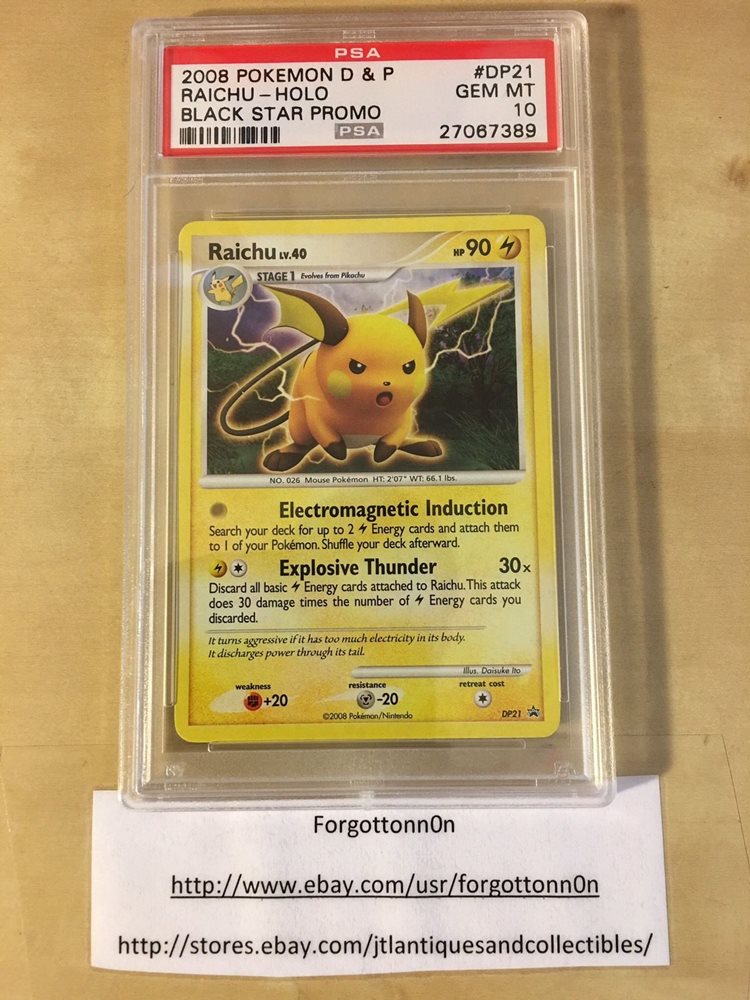 PSA
2008 POKEMON D & P #DP21
RAICHU - HOLO GEM MT
BLACK STAR PROMO 10
PSA 27067389
Raichu LV.40 HP 90
STAGE 1 Evolves from Pikachu
NO. 026 Mouse Pokémon HT: 2'07" WT: 66.1 lbs.
Electromagnetic Induction
Search your deck for up to 2 Energy cards and attach them
to 1 of your Pokémon. Shuffle your deck afterward.
Explosive Thunder 30x
Discard all basic Energy cards attached to Raichu. This attack
does 30 damage times the number of Energy cards you
discarded.
It turns aggressive if it has too much electricity in its body.
It discharges power through its tail.
Illus. Daisuke Ito
weakness resistance retreat cost
+20 -20
©2008 Pokémon/Nintendo DP21
Forgottonn0n
http://www.ebay.com/usr/forgottonn0n
http://stores.ebay.com/jtlantiquesandcollectibles/